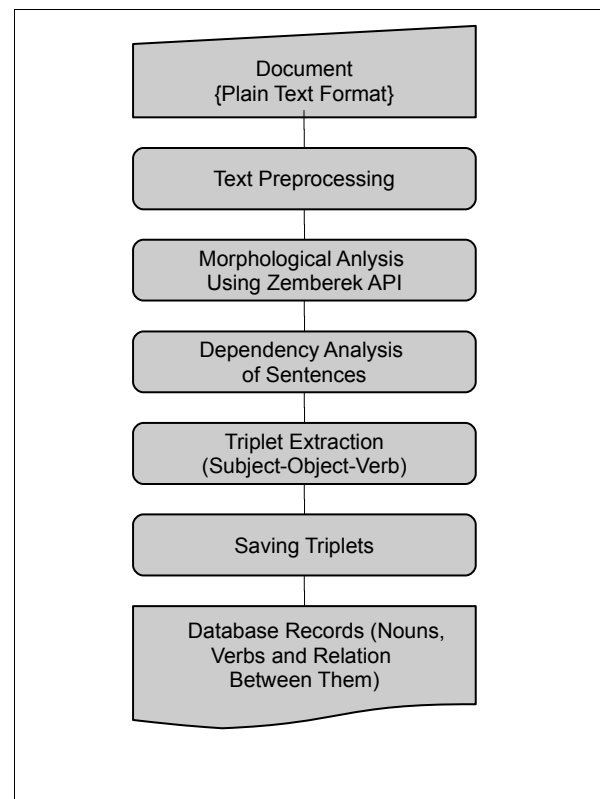 Document
{Plain Text Format}
Text Preprocessing
Morphological Anlysis
Using Zemberek API
Dependency Analysis
of Sentences
Triplet Extraction
(Subject-Object-Verb)
Saving Triplets
Database Records (Nouns,
Verbs and Relation
Between Them)